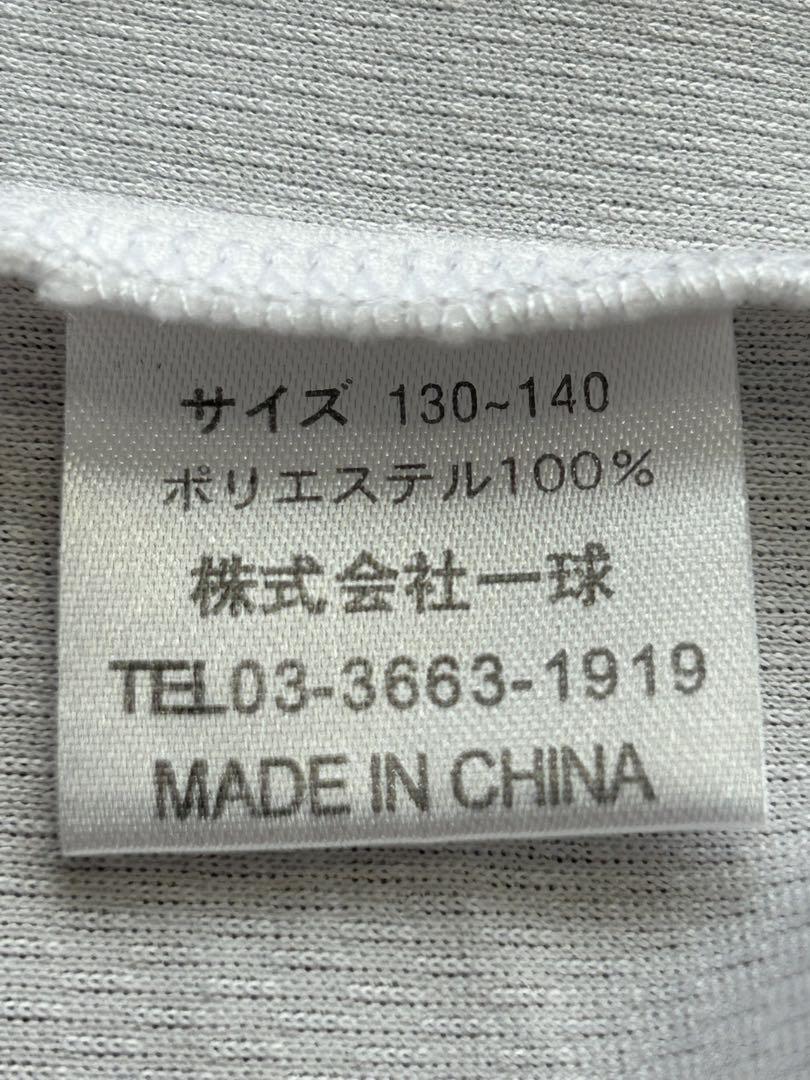 サイズ 130~140
ポリエステル100%
株式会社一球
TEL03-3663-1919
MADE IN CHINA